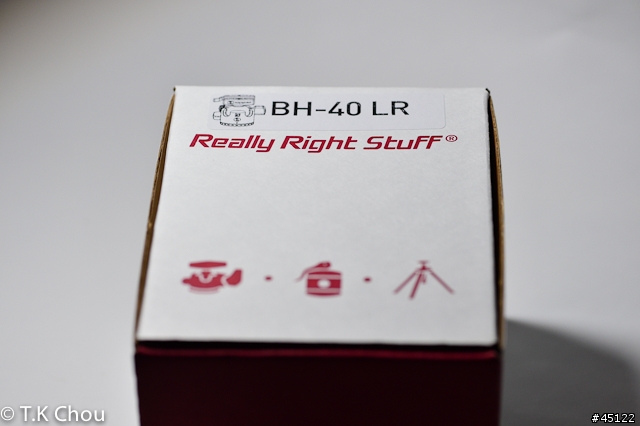 BH-40 LR
Really Right Stuff®
© T.K Chou
#45122